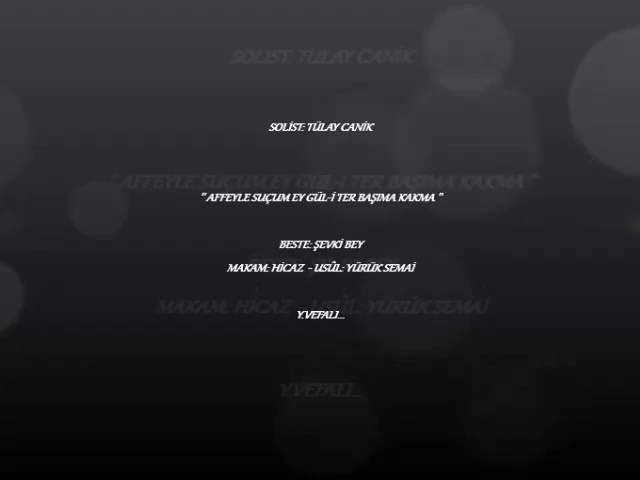 SOLİST: TÜLAY CANİK
" AFFEYLE SUÇUM EY GÜL-İ TER BAŞIMA KAKMA "
BESTE: ŞEVKİ BEY
MAKAM: HİCAZ - USÛL: YÜRÜK SEMAİ
Y.VEFALI...